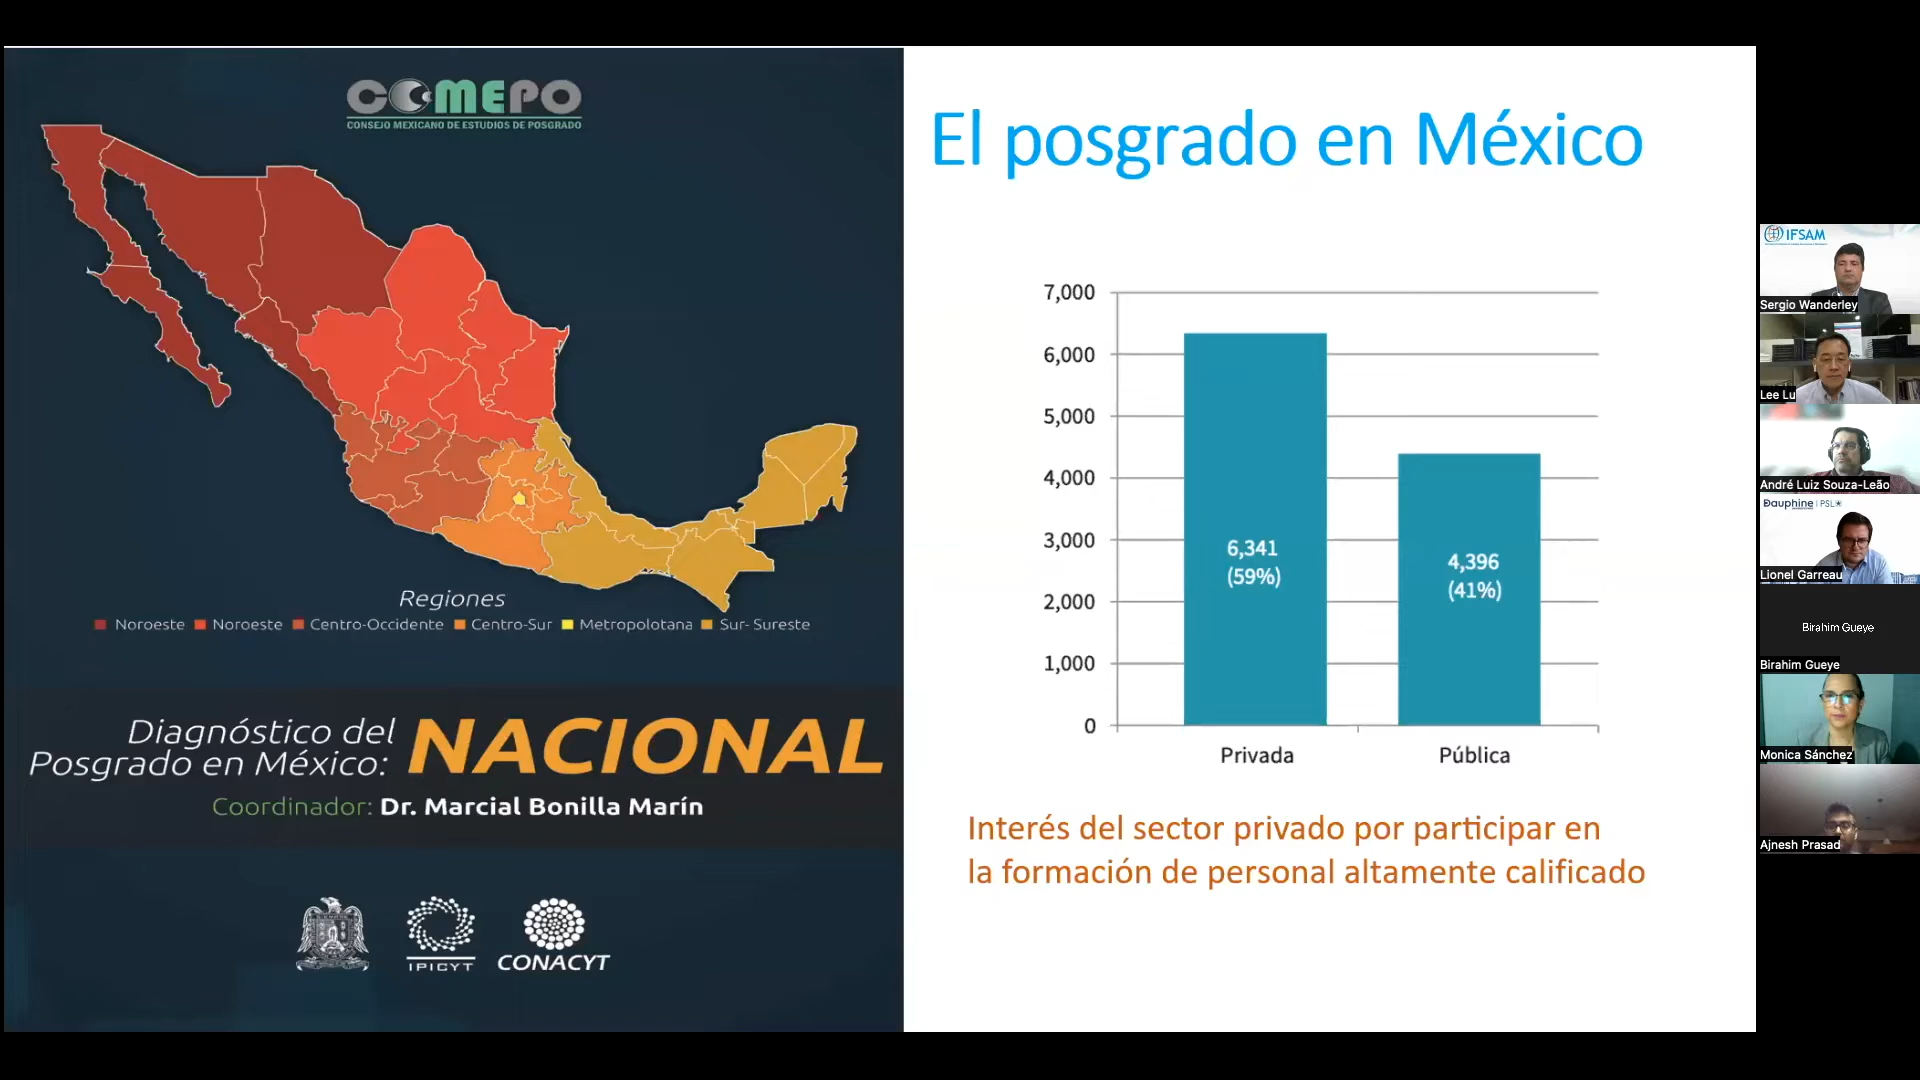 COMEPO
CONSEJO MEXICANO DE ESTUDIOS DE POSGRADO
Regiones
Noroeste Noroeste Centro-Occidente Centro-Sur Metropolotana Sur- Sureste
Diagnóstico del
Posgrado en México:
NACIONAL
Coordinador: Dr. Marcial Bonilla Marín
IPICYT
CONACYT
El posgrado en México
7,000
6,000
5,000
4,000
3,000
2,000
1,000
0
6,341
(59%)
4,396
(41%)
Privada
Pública
Interés del sector privado por participar en
la formación de personal altamente calificado
IFSAM
Sergio Wanderley
Lee Lu
André Luiz Souza-Leão
Dauphine | PSL
Lionel Garreau
Birahim Gueye
Birahim Gueye
Monica Sánchez
Ajnesh Prasad